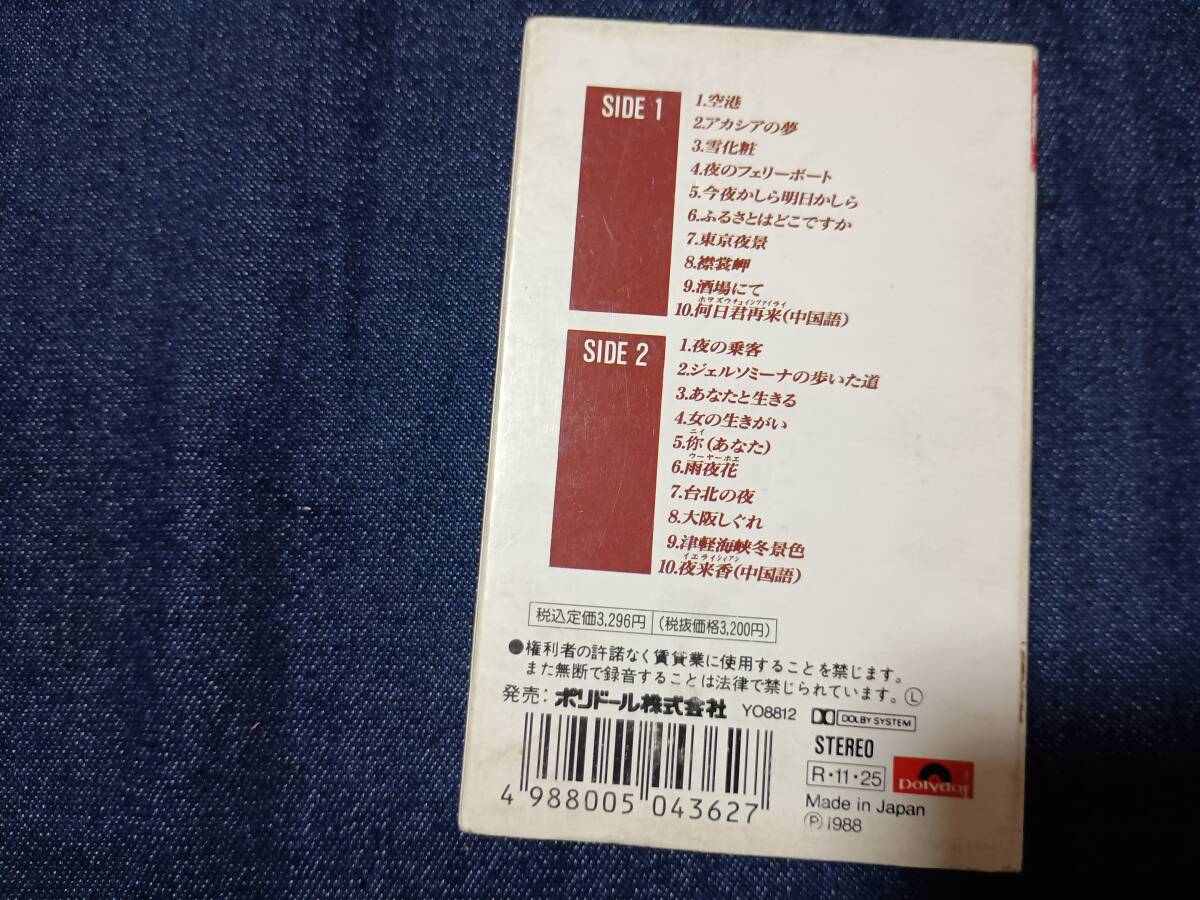 SIDE 1
1.空港
2.アカシアの夢
3.雪化粧
4.夜のフェリーボート
5.今夜かしら明日かしら
6.ふるさとはどこですか
7.東京夜景
8.襟裳岬
9.酒場にて
ホヲズウチュインツァイライ
10.何日君再来(中国語)
SIDE 2
1.夜の乗客
2.ジェルソミーナの歩いた道
3.あなたと生きる
4.女の生きがい
ニイ
5.你(あなた)
ウーヤーホエ
6.雨夜花
7.台北の夜
8.大阪しぐれ
9.津軽海峡冬景色
イエライシィアン
10.夜来香(中国語)
税込定価3,296円 (税抜価格3,200円)
●権利者の許諾なく賃貸業に使用することを禁じます。
また無断で録音することは法律で禁じられています。Ⓛ
発売:ポリドール株式会社 YO8812 DOLBY SYSTEM
STEREO
R・11・25 Polydor
4 988005 043627
Made in Japan
Ⓟ1988